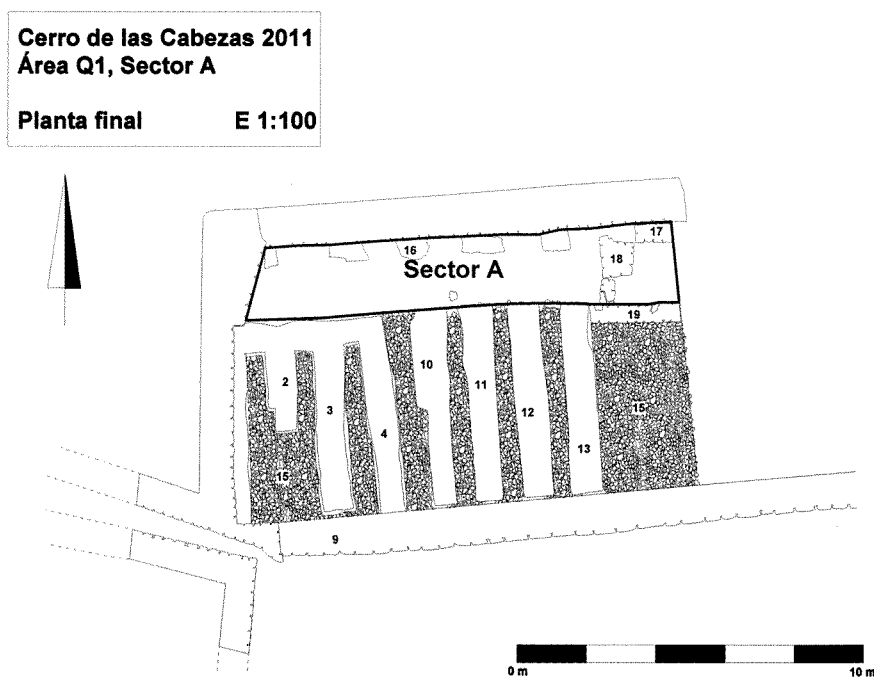 Cerro de las Cabezas 2011
Área Q1, Sector A
Planta final E 1:100
17
16
18
Sector A
19
10
2
11
3
12
15
4
13
15
9
0 m 10 m